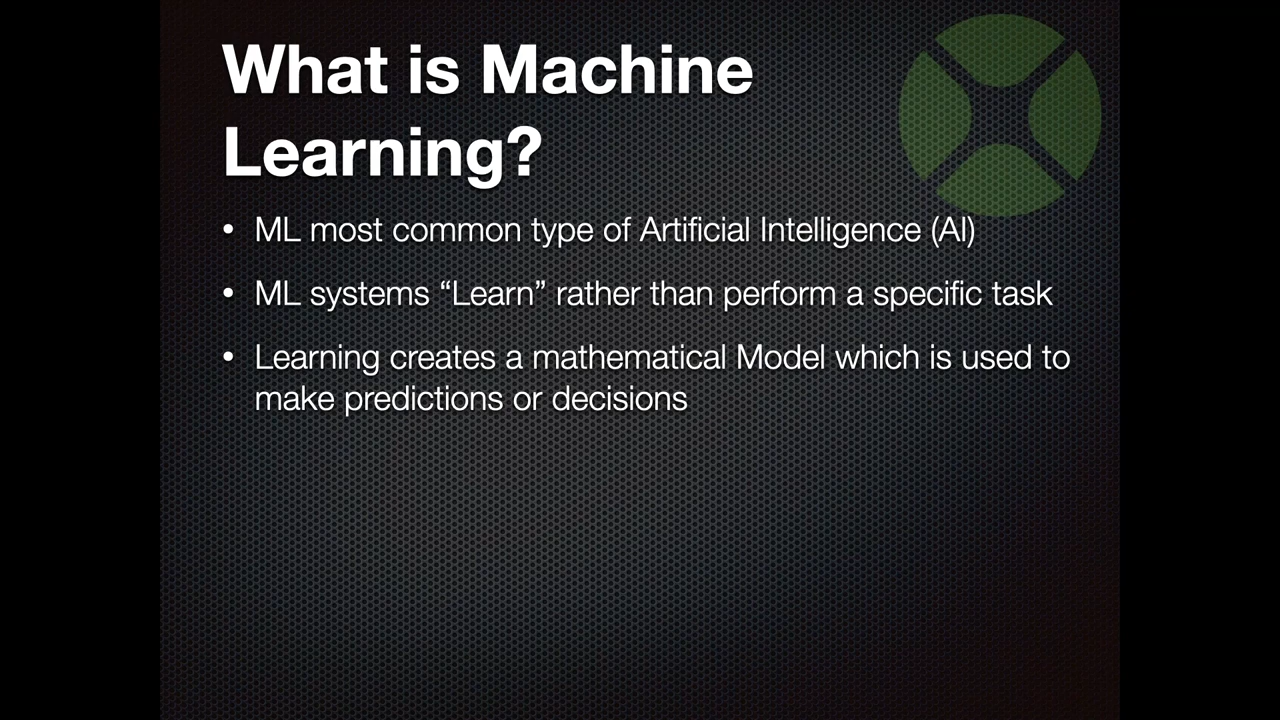 What is Machine
Learning?
• ML most common type of Artificial Intelligence (AI)
• ML systems “Learn” rather than perform a specific task
• Learning creates a mathematical Model which is used to
make predictions or decisions